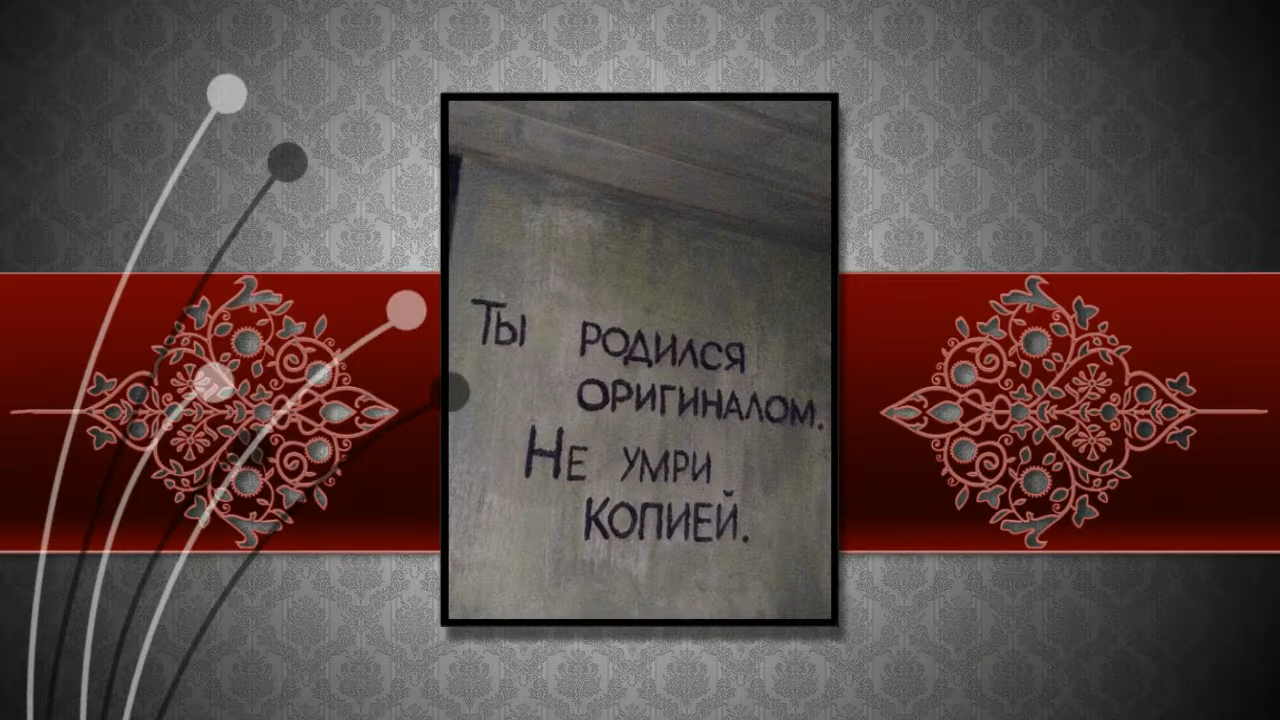 Ты родился
оригиналом.
Не умри
копией.